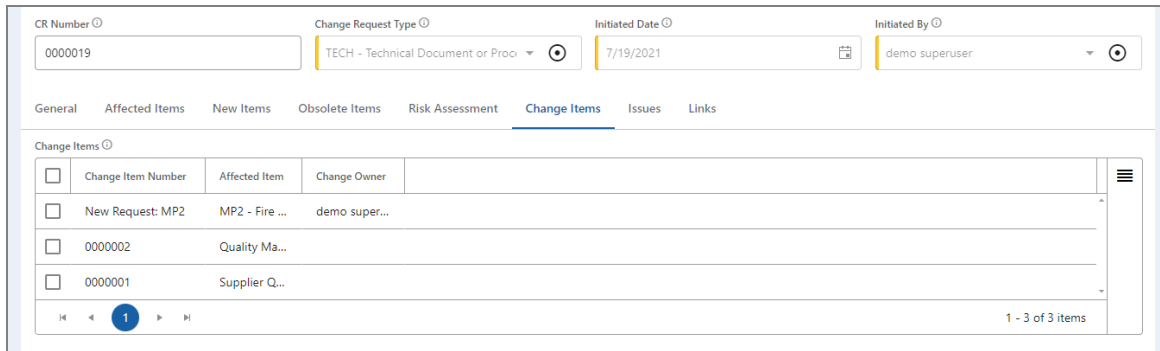 CR Number Change Request Type Initiated Date Initiated By
0000019 TECH - Technical Document or Proc 7/19/2021 demo superuser
General Affected Items New Items Obsolete Items Risk Assessment Change Items Issues Links
Change Items
Change Item Number Affected Item Change Owner
New Request: MP2 MP2 - Fire ... demo super...
0000002 Quality Ma...
0000001 Supplier Q...
1 1 - 3 of 3 items